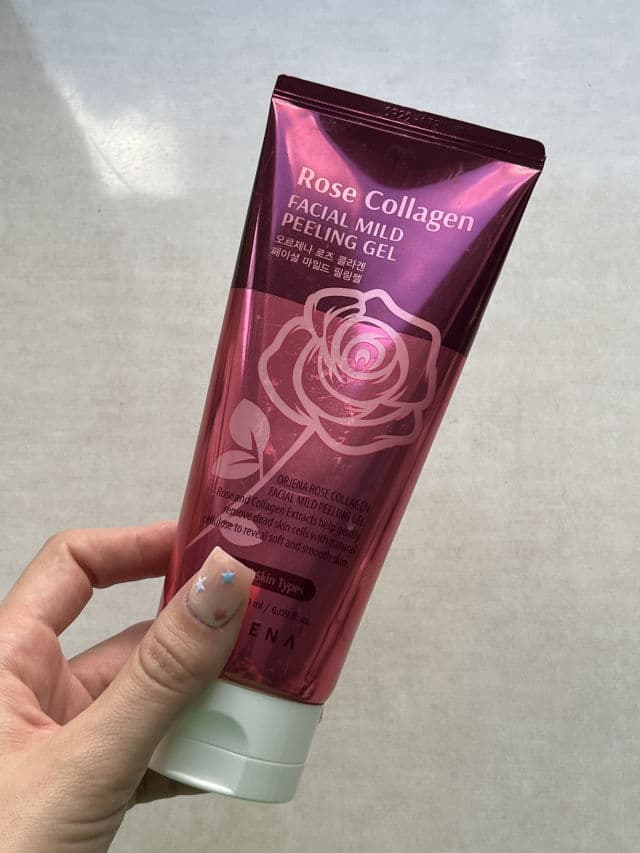 Rose Collagen
FACIAL MILD
PEELING GEL
오르제나 로즈 콜라겐
페이셜 마일드 필링젤
ORJENA ROSE COLLAGEN
FACIAL MILD PEELING GEL
Rose and Collagen Extracts help gently
remove dead skin cells with natural
cellulose to reveal soft and smooth skin.
Skin Types
/ 6.09 fl. oz.
ENA